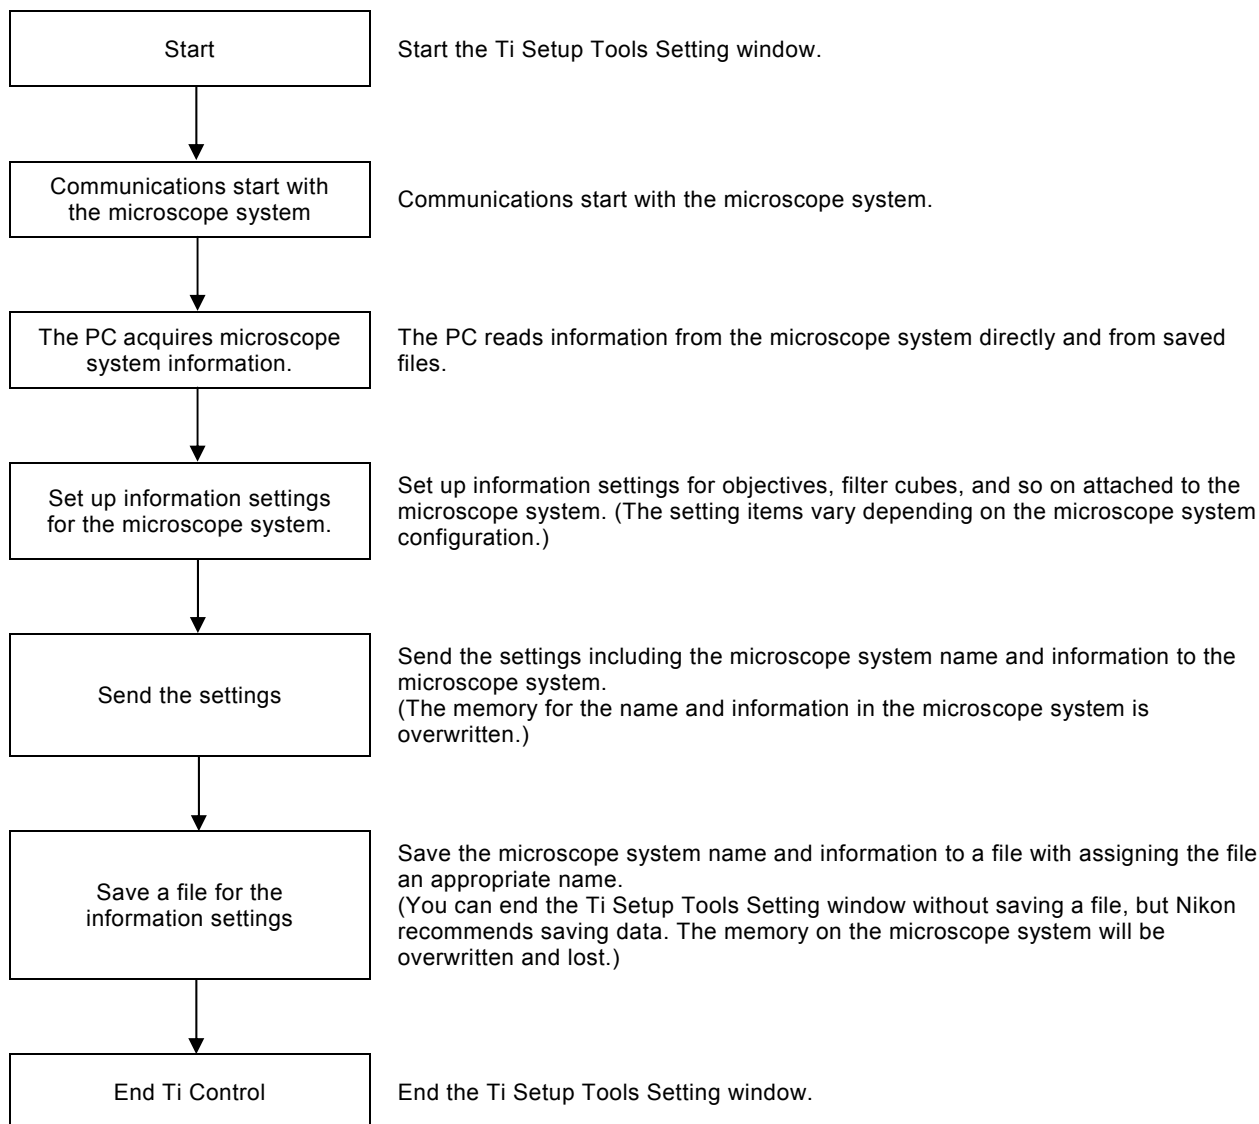 Start
Start the Ti Setup Tools Setting window.
Communications start with
the microscope system
Communications start with the microscope system.
The PC acquires microscope
system information.
The PC reads information from the microscope system directly and from saved
files.
Set up information settings
for the microscope system.
Set up information settings for objectives, filter cubes, and so on attached to the
microscope system. (The setting items vary depending on the microscope system
configuration.)
Send the settings
Send the settings including the microscope system name and information to the
microscope system.
(The memory for the name and information in the microscope system is
overwritten.)
Save a file for the
information settings
Save the microscope system name and information to a file with assigning the file
an appropriate name.
(You can end the Ti Setup Tools Setting window without saving a file, but Nikon
recommends saving data. The memory on the microscope system will be
overwritten and lost.)
End Ti Control
End the Ti Setup Tools Setting window.